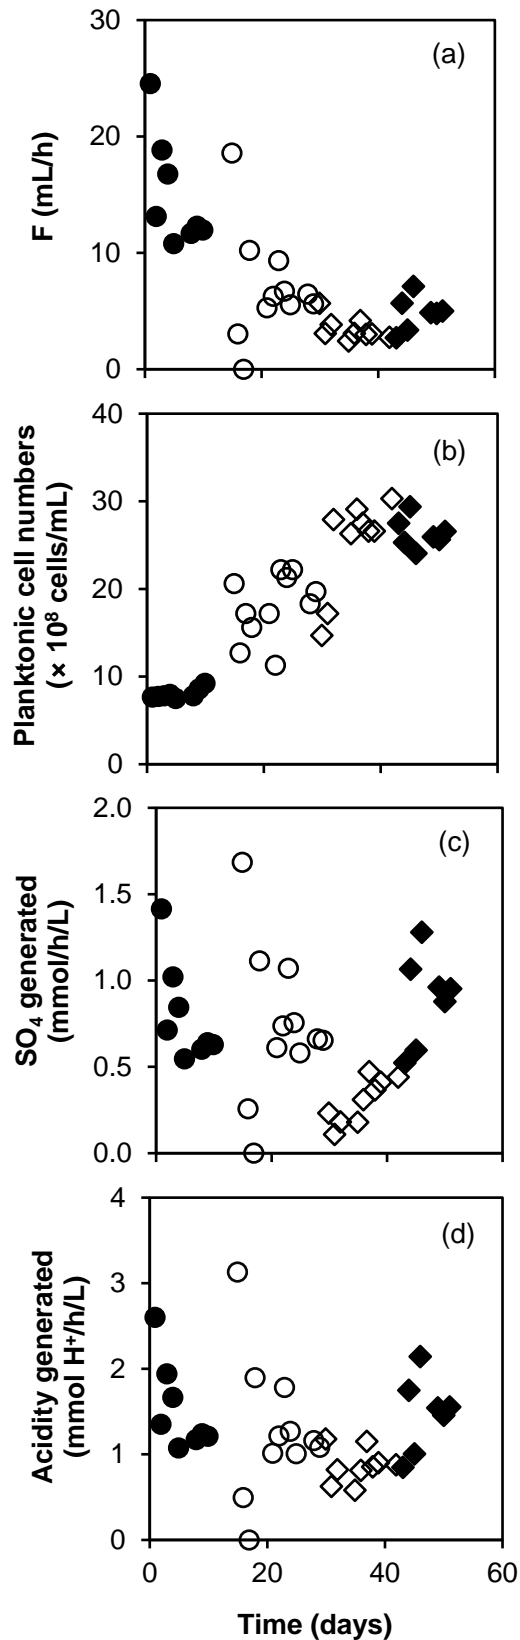 (a)
30
20
10
0
F (mL/h)
(b)
40
30
20
10
0
Planktonic cell numbers
(× 10⁸ cells/mL)
(c)
2.0
1.5
1.0
0.5
0.0
SO₄ generated
(mmol/h/L)
(d)
4
3
2
1
0
Acidity generated
(mmol H⁺/h/L)
0 20 40 60
Time (days)